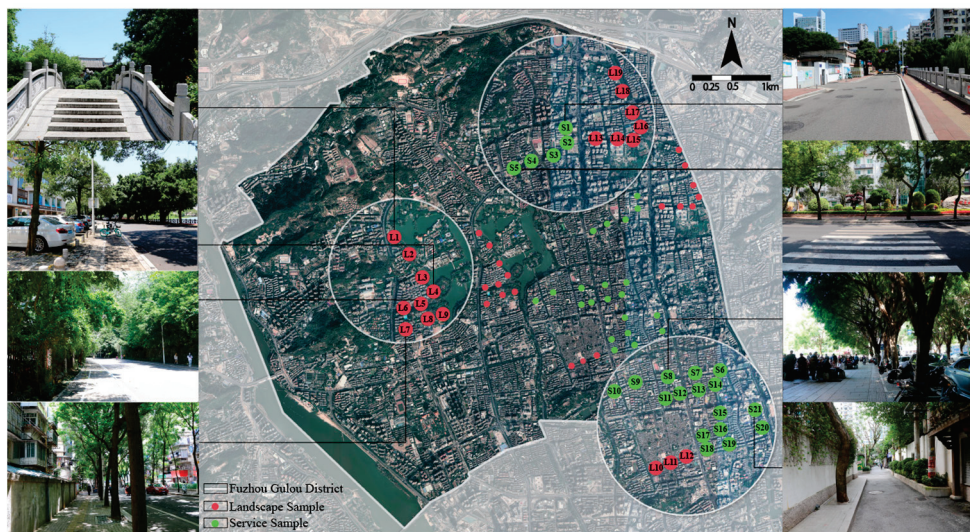 N
0 0.25 0.5 1km
L19
L18
L17
L16
L13 L14 L15
S1
S2
S3
S4
S5
L1
L2
L3
L4
L5
L6
L9
L8
L7
S6
S7
S8
S9
S10
S14
S13
S12
S11
S15
S21
S16
S20
S17
S19
S18
L12
L11
L10
Fuzhou Gulou District
Landscape Sample
Service Sample